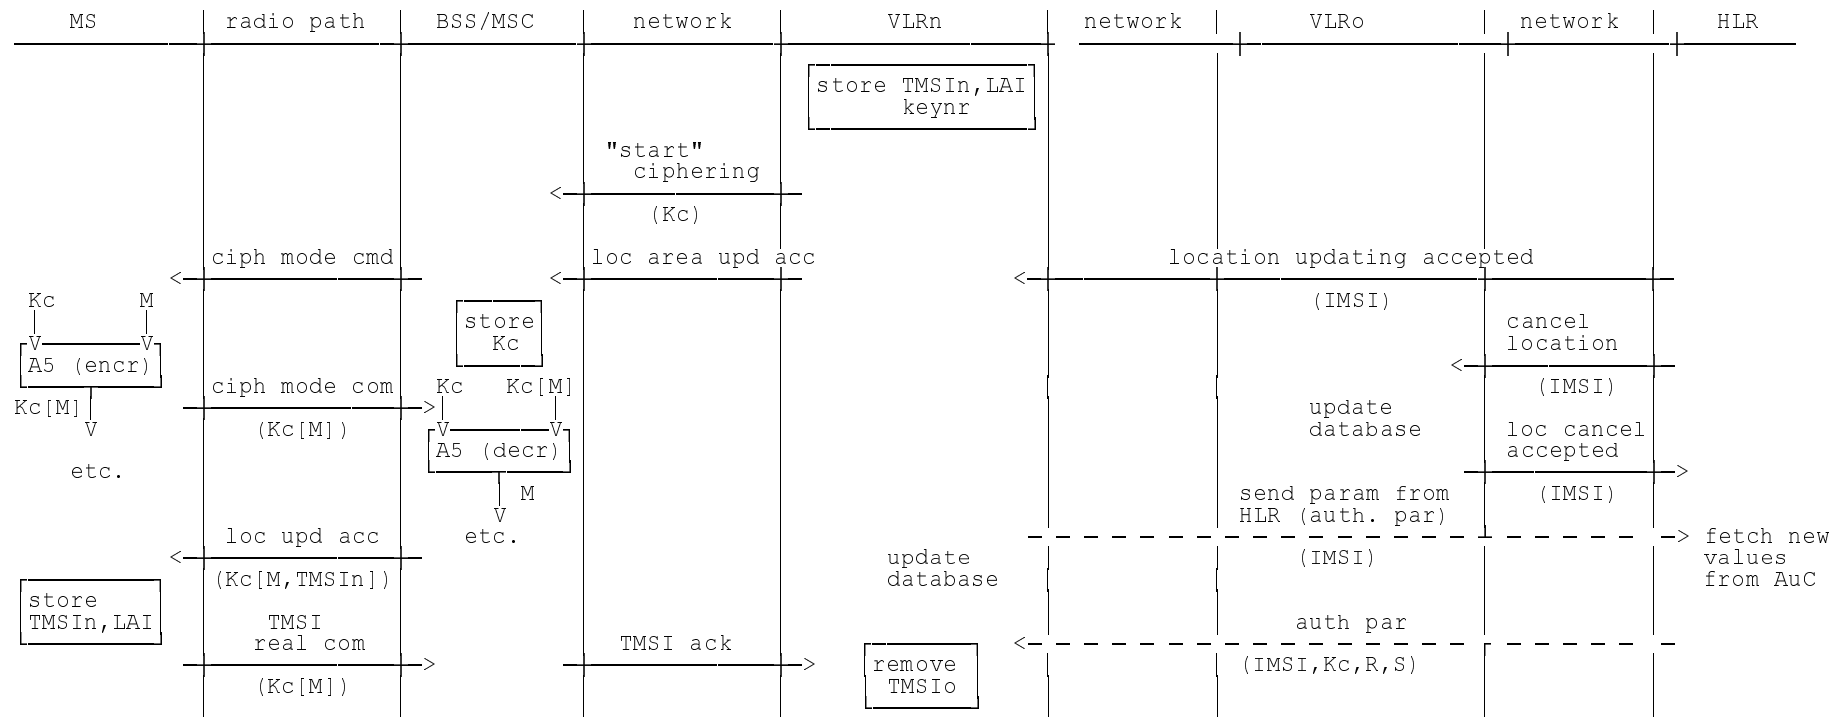 MS radio path BSS/MSC network VLRn network VLRo network HLR
store TMSIn,LAI
keynr
"start"
ciphering
(Kc)
ciph mode cmd loc area upd acc location updating accepted
Kc M (IMSI)
store cancel
Kc location
A5 (encr)
ciph mode com Kc Kc[M] (IMSI)
Kc[M] update
(Kc[M]) database loc cancel
A5 (decr) accepted
etc.
M send param from (IMSI)
HLR (auth. par)
loc upd acc etc. fetch new
update (IMSI) values
(Kc[M,TMSIn]) database from AuC
store
TMSIn,LAI TMSI auth par
real com TMSI ack
remove (IMSI,Kc,R,S)
(Kc[M]) TMSIo